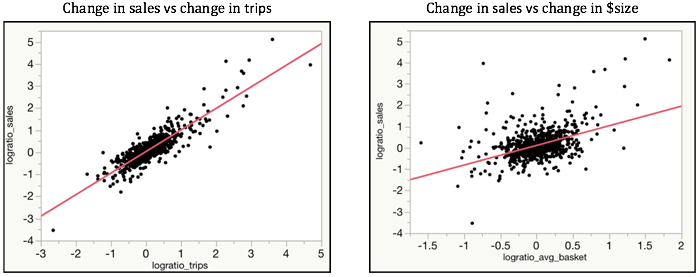 Change in sales vs change in trips
5
4
3
2
1
0
-1
-2
-3
-4
logratio_sales
-3 -2 -1 0 1 2 3 4 5
logratio_trips
Change in sales vs change in $size
5
4
3
2
1
0
-1
-2
-3
-4
logratio_sales
-1.5 -1 -0.5 0.0 0.5 1 1.5 2
logratio_avg_basket